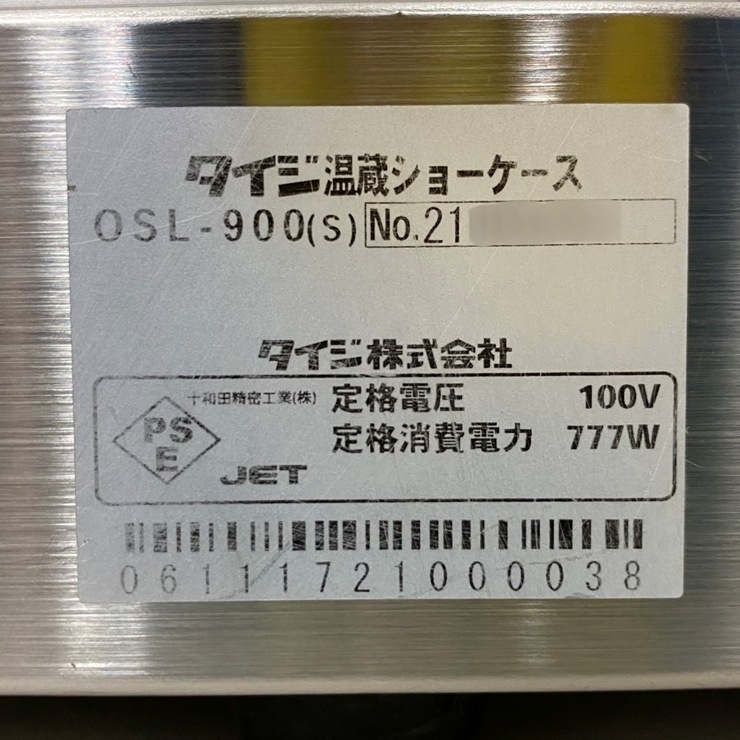 タイジ温蔵ショーケース
OSL-900(S) No.21
タイジ株式会社
十和田精密工業(株) 定格電圧 100V
PSE 定格消費電力 777W
JET
06111721000038